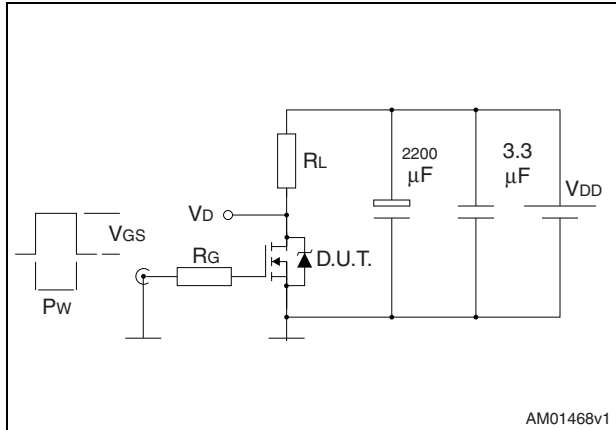 RL
2200
μF
3.3
μF
VDD
VD
VGS
RG
D.U.T.
PW
AM01468v1